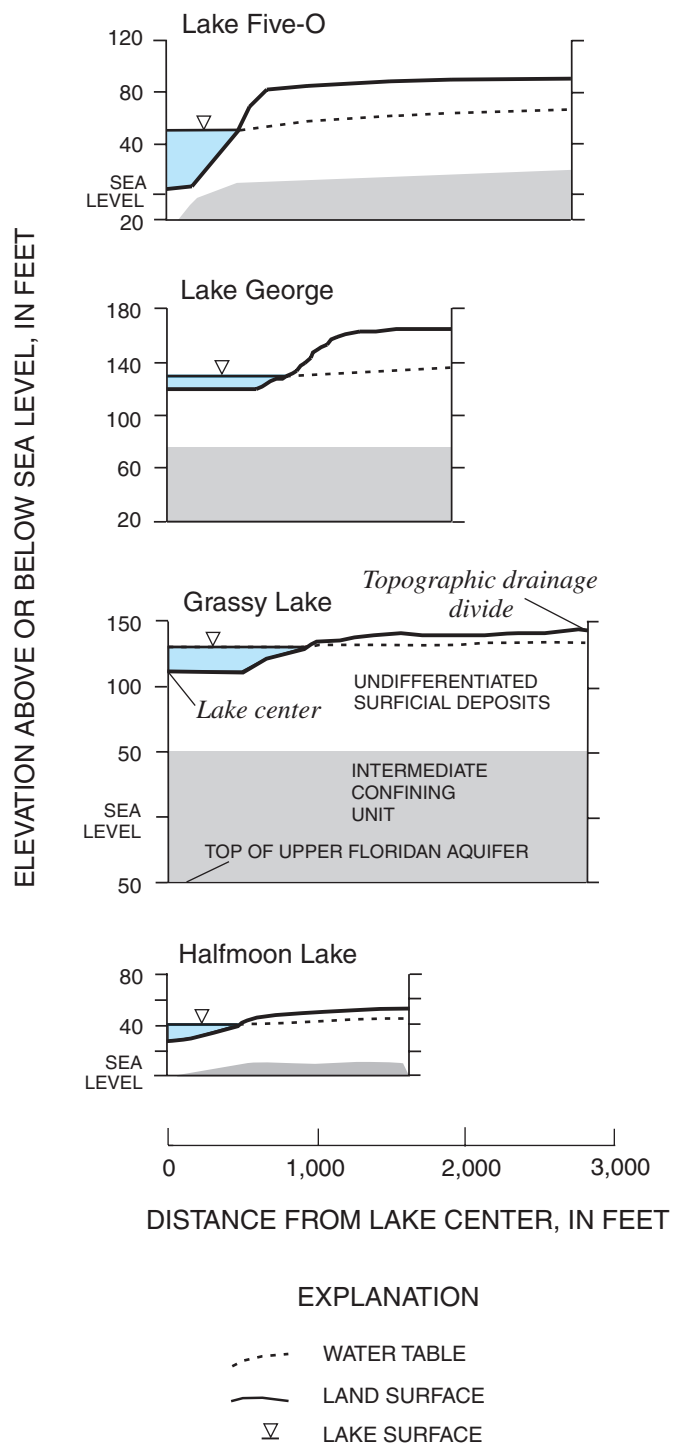 ELEVATION ABOVE OR BELOW SEA LEVEL, IN FEET
Lake Five-O
120
80
40
SEA
LEVEL
20
Lake George
180
140
100
60
20
Grassy Lake
Topographic drainage
divide
150
100
Lake center
UNDIFFERENTIATED
SURFICIAL DEPOSITS
50
INTERMEDIATE
CONFINING
UNIT
SEA
LEVEL
TOP OF UPPER FLORIDAN AQUIFER
50
Halfmoon Lake
80
40
SEA
LEVEL
0 1,000 2,000 3,000
DISTANCE FROM LAKE CENTER, IN FEET
EXPLANATION
WATER TABLE
LAND SURFACE
LAKE SURFACE